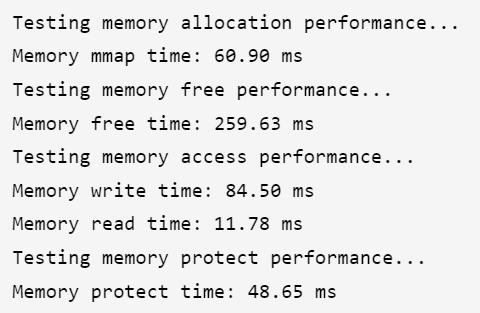 Testing memory allocation performance...
Memory mmap time: 60.90 ms
Testing memory free performance...
Memory free time: 259.63 ms
Testing memory access performance...
Memory write time: 84.50 ms
Memory read time: 11.78 ms
Testing memory protect performance...
Memory protect time: 48.65 ms